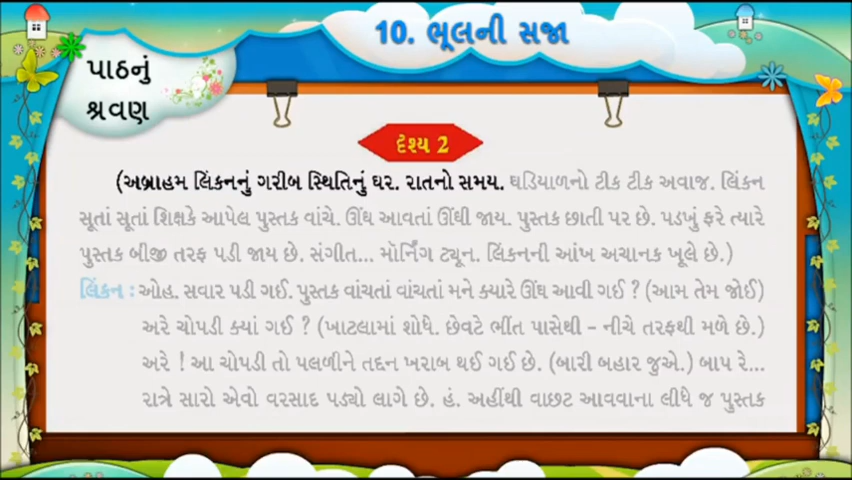 10. ભૂલની સજા
પાઠનું
શ્રવણ
દૃશ્ય 2
(અબ્રાહમ લિંકનનું ગરીબ સ્થિતિનું ઘર. રાતનો સમય. ઘડિયાળનો ટીક ટીક અવાજ. લિંકન
સૂતાં સૂતાં શિક્ષકે આપેલ પુસ્તક વાંચે. ઊંઘ આવતાં ઊંઘી જાય. પુસ્તક છાતી પર છે. પડખું ફરે ત્યારે
પુસ્તક બીજી તરફ પડી જાય છે. સંગીત... મોર્નિંગ ટ્યૂન. લિંકનની આંખ અચાનક ખૂલે છે.)
લિંકન : ઓહ. સવાર પડી ગઈ. પુસ્તક વાંચતા વાંચતાં મને ક્યારે ઊંઘ આવી ગઈ ? (આમ તેમ જોઈ)
અરે ચોપડી ક્યાં ગઈ ? (ખાટલામાં શોધે. છેવટે ભીંત પાસેથી - નીચે તરફથી મળે છે.)
અરે ! આ ચોપડી તો પલળીને તદ્દન ખરાબ થઈ ગઈ છે. (બારી બહાર જુએ.) બાપ રે...
રાત્રે સારો એવો વરસાદ પડ્યો લાગે છે. હં. અહીંથી વાછટ આવવાના લીધે જ પુસ્તક